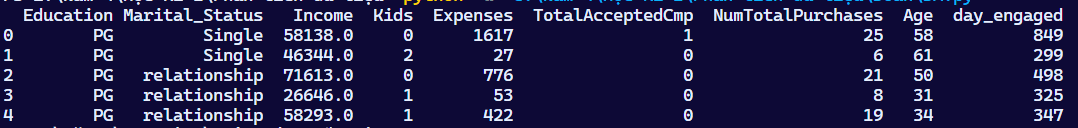 Education Marital_Status Income Kids Expenses TotalAcceptedCmp NumTotalPurchases Age day_engaged
0 PG Single 58138.0 0 1617 1 25 58 849
1 PG Single 46344.0 2 27 0 6 61 299
2 PG relationship 71613.0 0 776 0 21 50 498
3 PG relationship 26646.0 1 53 0 8 31 325
4 PG relationship 58293.0 1 422 0 19 34 347